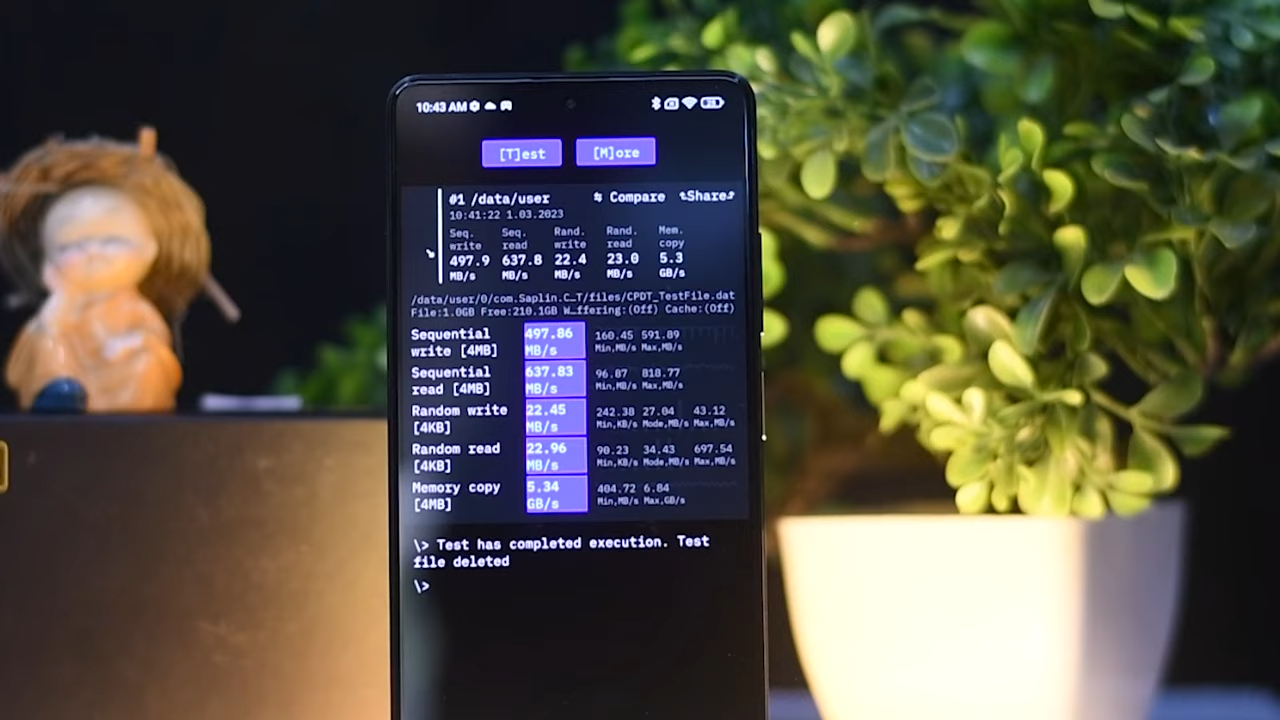 10:43 AM
[T]est [M]ore
#1 /data/user ⇆ Compare Share
10:41:22 1.03.2023
Seq. Seq. Rand. Rand. Mem.
write read write read copy
497.9 637.8 22.4 23.0 5.3
MB/s MB/s MB/s MB/s GB/s
/data/user/0/com.Saplin.C…T/files/CPDT_TestFile.dat
File:1.0GB Free:210.1GB W…ffering:(Off) Cache:(Off)
Sequential 497.86 160.45 591.89
write [4MB] MB/s Min,MB/s Max,MB/s
Sequential 637.83 96.87 818.77
read [4MB] MB/s Min,MB/s Max,MB/s
Random write 22.45 242.38 27.04 43.12
[4KB] MB/s Min,KB/s Mode,MB/s Max,MB/s
Random read 22.96 90.23 34.43 697.54
[4KB] MB/s Min,KB/s Mode,MB/s Max,MB/s
Memory copy 5.34 404.72 6.84
[4MB] GB/s Min,MB/s Max,GB/s
\> Test has completed execution. Test
file deleted
\>